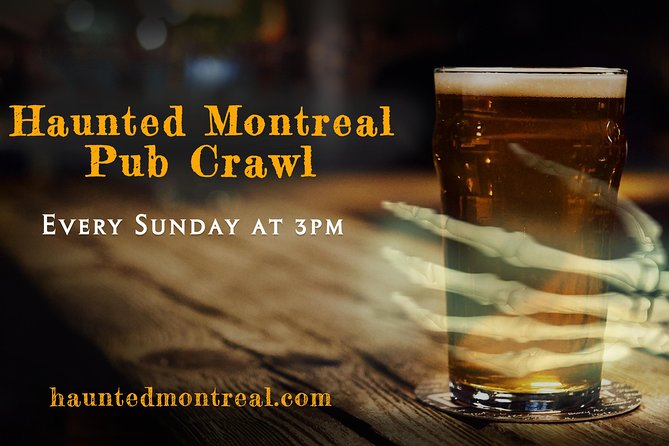 Haunted Montreal
Pub Crawl
Every Sunday at 3pm
hauntedmontreal.com